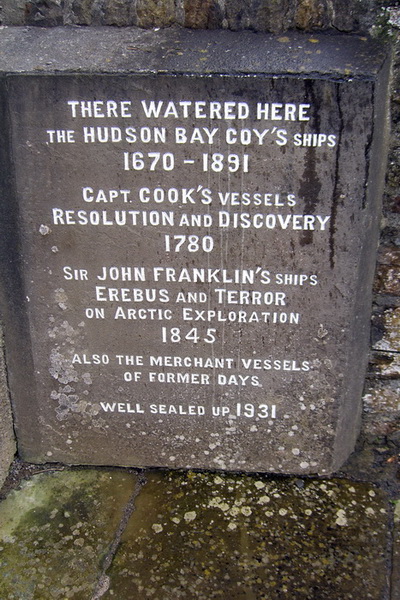 THERE WATERED HERE
THE HUDSON BAY COY'S SHIPS
1670 - 1891
CAPT. COOK'S VESSELS
RESOLUTION AND DISCOVERY
1780
SIR JOHN FRANKLIN'S SHIPS
EREBUS AND TERROR
ON ARCTIC EXPLORATION
1845
ALSO THE MERCHANT VESSELS
OF FORMER DAYS
WELL SEALED UP 1931